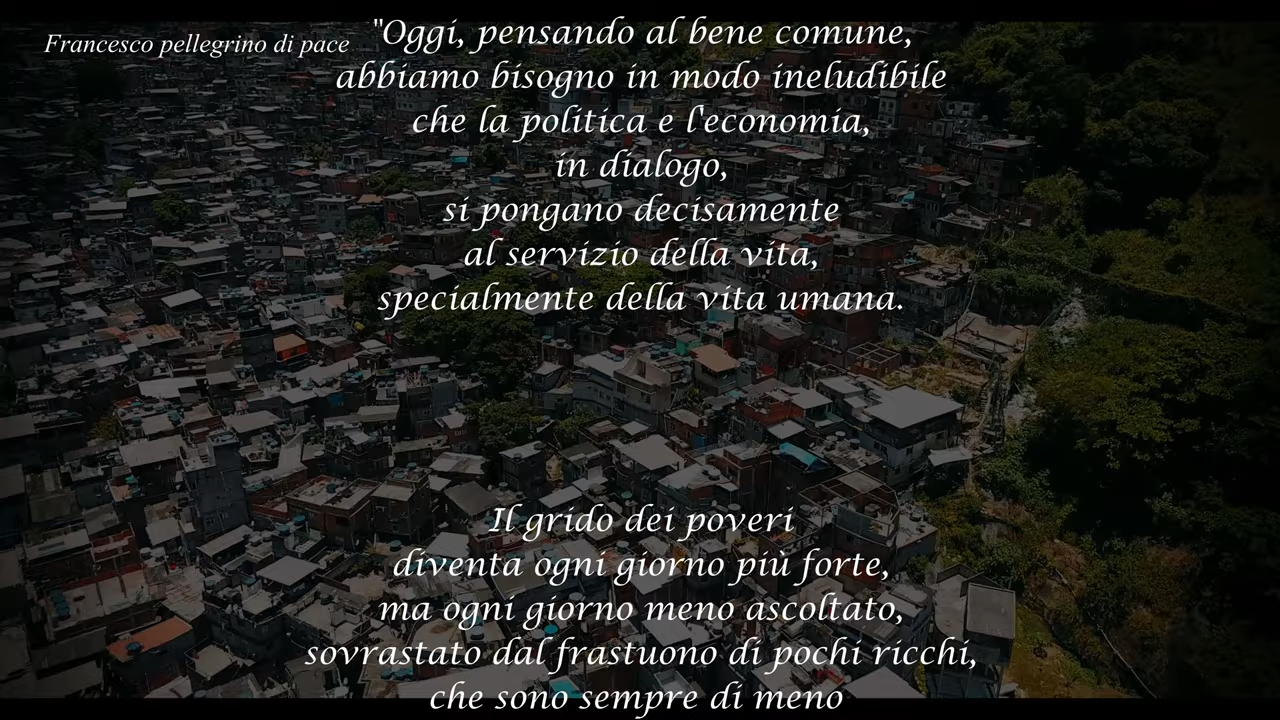 Francesco pellegrino di pace
"Oggi, pensando al bene comune,
abbiamo bisogno in modo ineludibile
che la politica e l'economia,
in dialogo,
si pongano decisamente
al servizio della vita,
specialmente della vita umana.
Il grido dei poveri
diventa ogni giorno più forte,
ma ogni giorno meno ascoltato,
sovrastato dal frastuono di pochi ricchi,
che sono sempre di meno